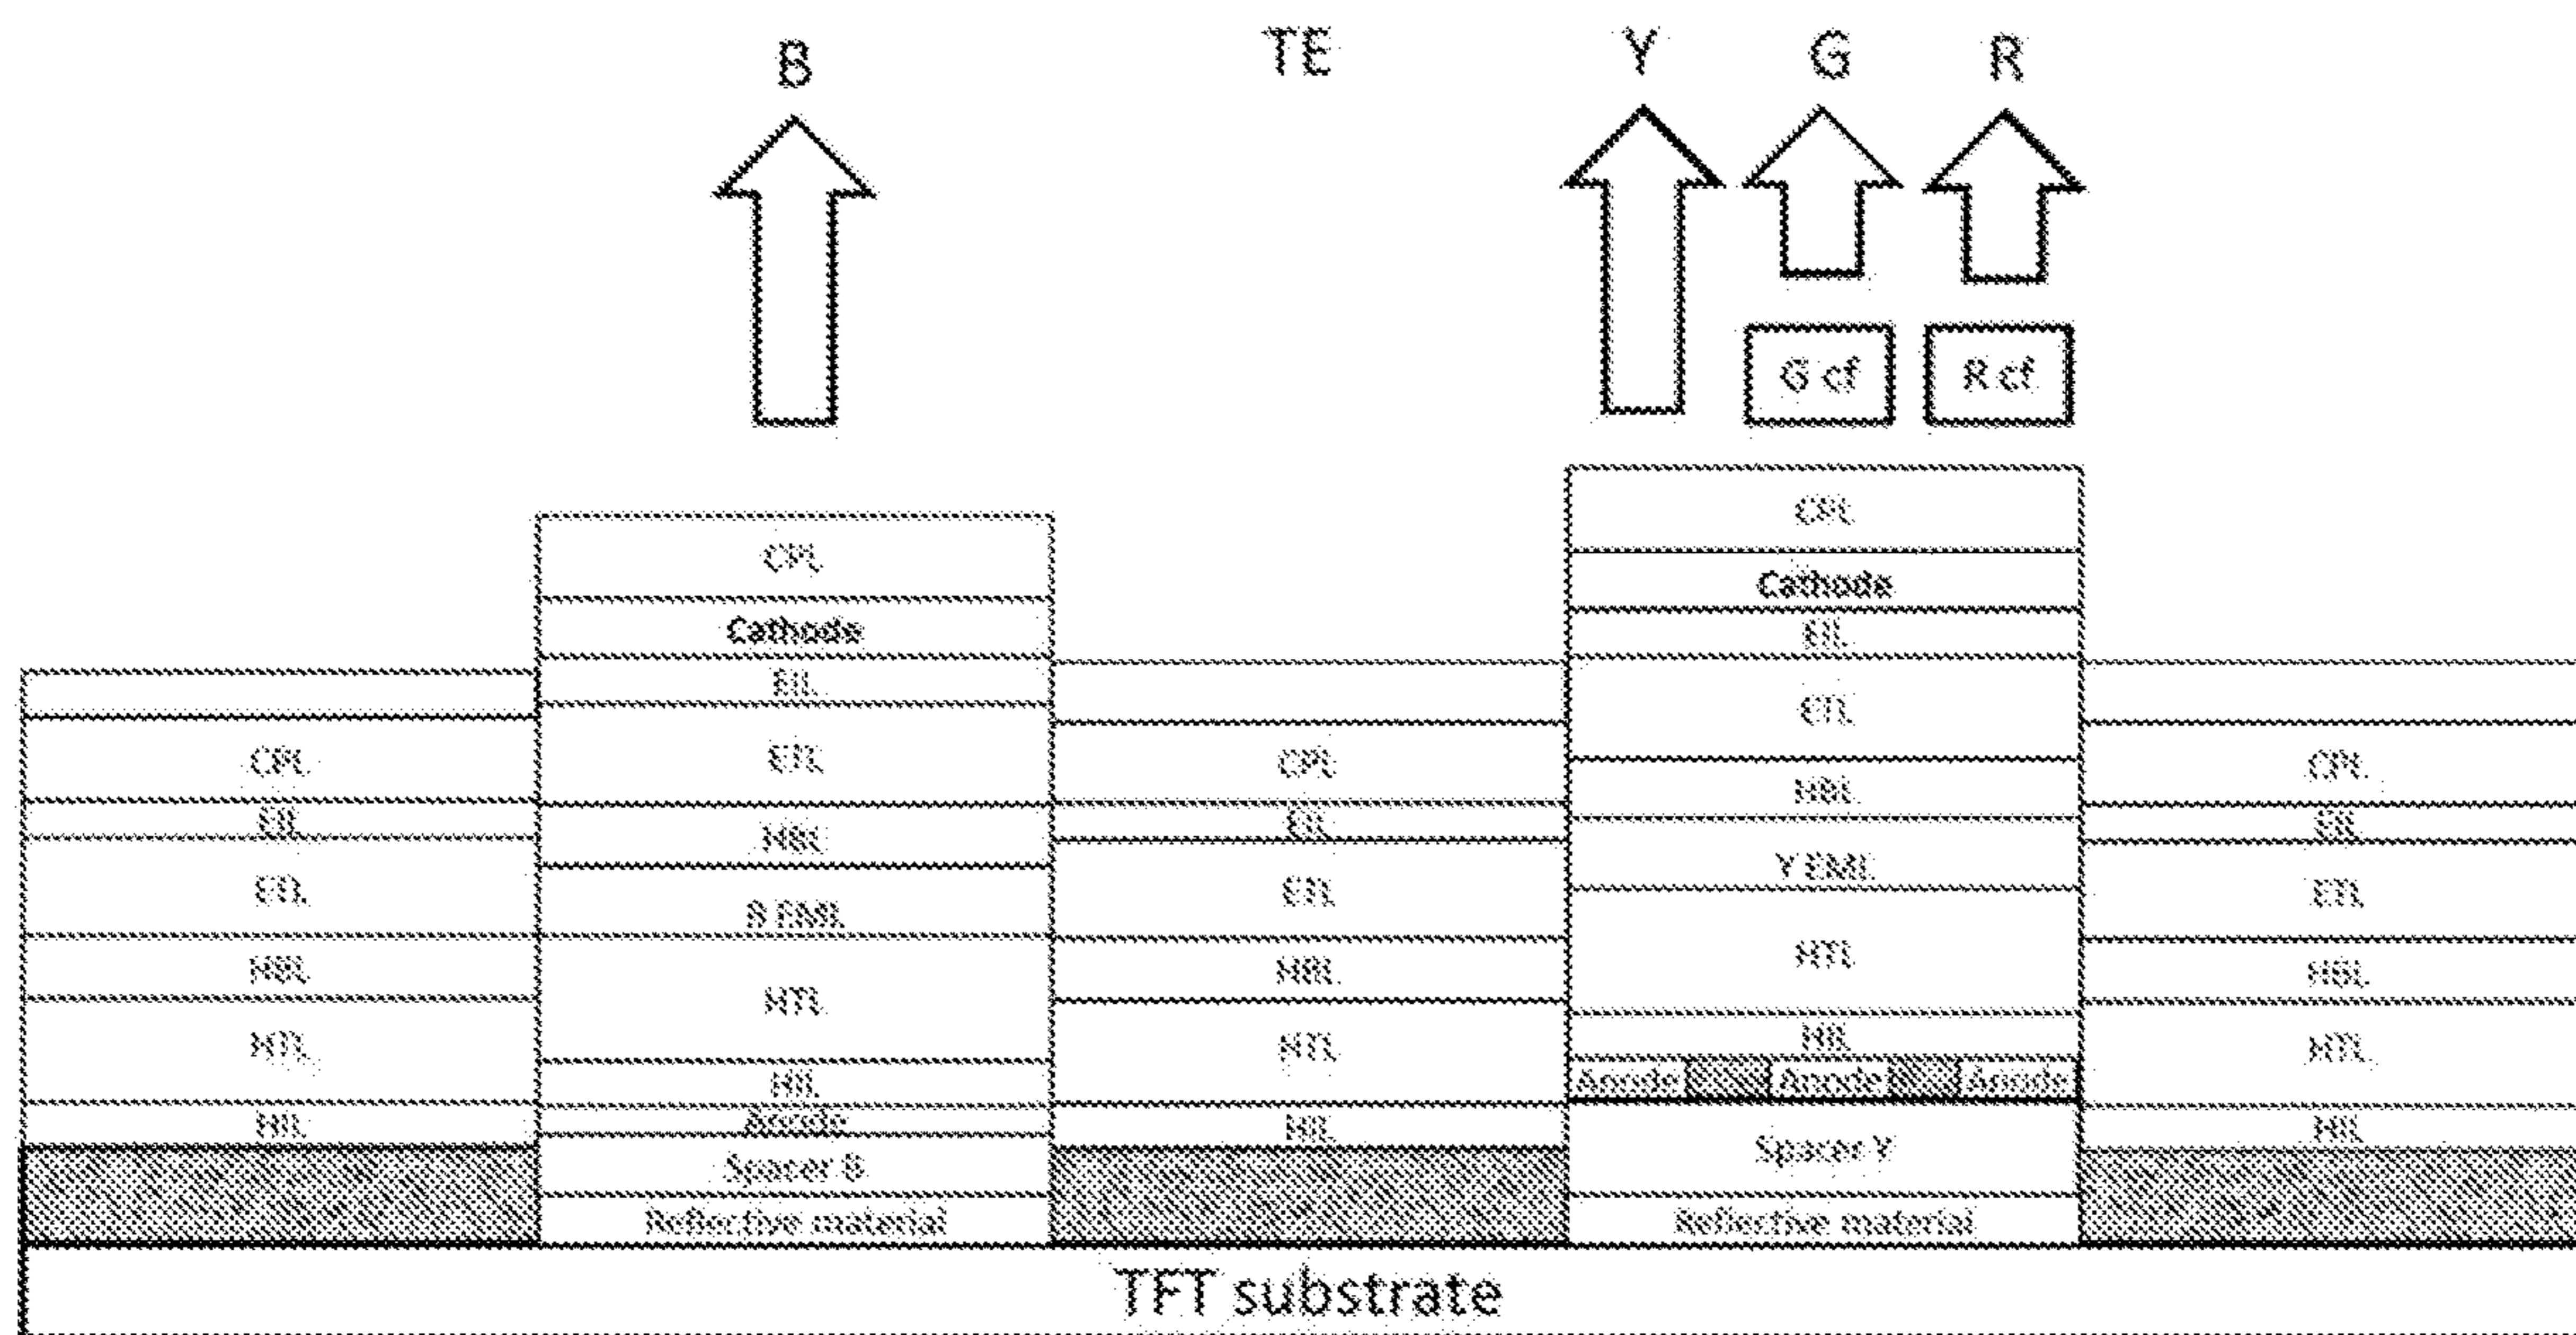 B
TE
Y
G
R
G cf
R cf
CPL
EIL
ETL
HBL
HTL
HIL
CPL
Cathode
EIL
ETL
HBL
B EML
HTL
HIL
Anode
Spacer B
Reflective material
CPL
EIL
ETL
HBL
HTL
HIL
CPL
Cathode
EIL
ETL
HBL
Y EML
HTL
HIL
Anode Anode Anode
Spacer Y
Reflective material
CPL
EIL
ETL
HBL
HTL
HIL
TFT substrate